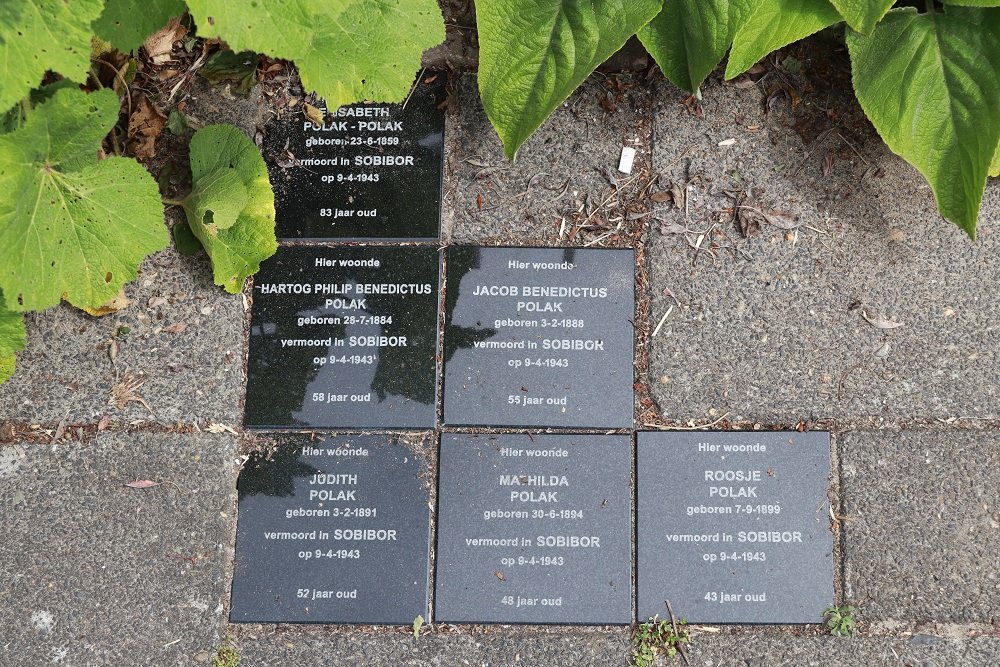 ELISABETH
POLAK - POLAK
geboren 23-6-1859
vermoord in SOBIBOR
op 9-4-1943
83 jaar oud
Hier woonde
HARTOG PHILIP BENEDICTUS
POLAK
geboren 28-7-1884
vermoord in SOBIBOR
op 9-4-1943
58 jaar oud
Hier woonde
JACOB BENEDICTUS
POLAK
geboren 3-2-1888
vermoord in SOBIBOR
op 9-4-1943
55 jaar oud
Hier woonde
JUDITH
POLAK
geboren 3-2-1891
vermoord in SOBIBOR
op 9-4-1943
52 jaar oud
Hier woonde
MATHILDA
POLAK
geboren 30-6-1894
vermoord in SOBIBOR
op 9-4-1943
48 jaar oud
Hier woonde
ROOSJE
POLAK
geboren 7-9-1899
vermoord in SOBIBOR
op 9-4-1943
43 jaar oud